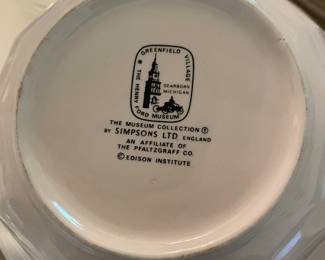 GREENFIELD VILLAGE
DEARBORN
MICHIGAN
THE HENRY FORD MUSEUM
THE MUSEUM COLLECTION Ⓣ
BY SIMPSONS LTD ENGLAND
AN AFFILIATE OF
THE PFALTZGRAFF CO.
© EDISON INSTITUTE